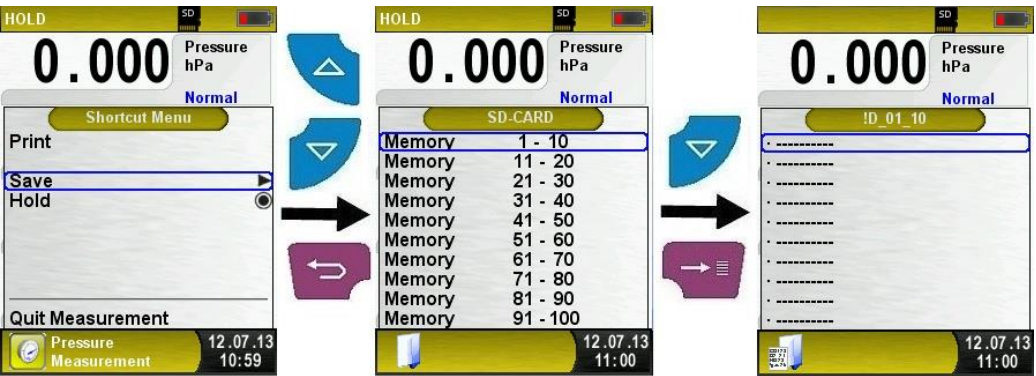 HOLD
SD
0.000
Pressure
hPa
Normal
Shortcut Menu
Print
Save
Hold
Quit Measurement
Pressure
Measurement
12.07.13
10:59
HOLD
SD
0.000
Pressure
hPa
Normal
SD-CARD
Memory 1 - 10
Memory 11 - 20
Memory 21 - 30
Memory 31 - 40
Memory 41 - 50
Memory 51 - 60
Memory 61 - 70
Memory 71 - 80
Memory 81 - 90
Memory 91 - 100
12.07.13
11:00
SD
0.000
Pressure
hPa
Normal
!D_01_10
· ----------
· ----------
· ----------
· ----------
· ----------
· ----------
· ----------
· ----------
· ----------
· ----------
12.07.13
11:00